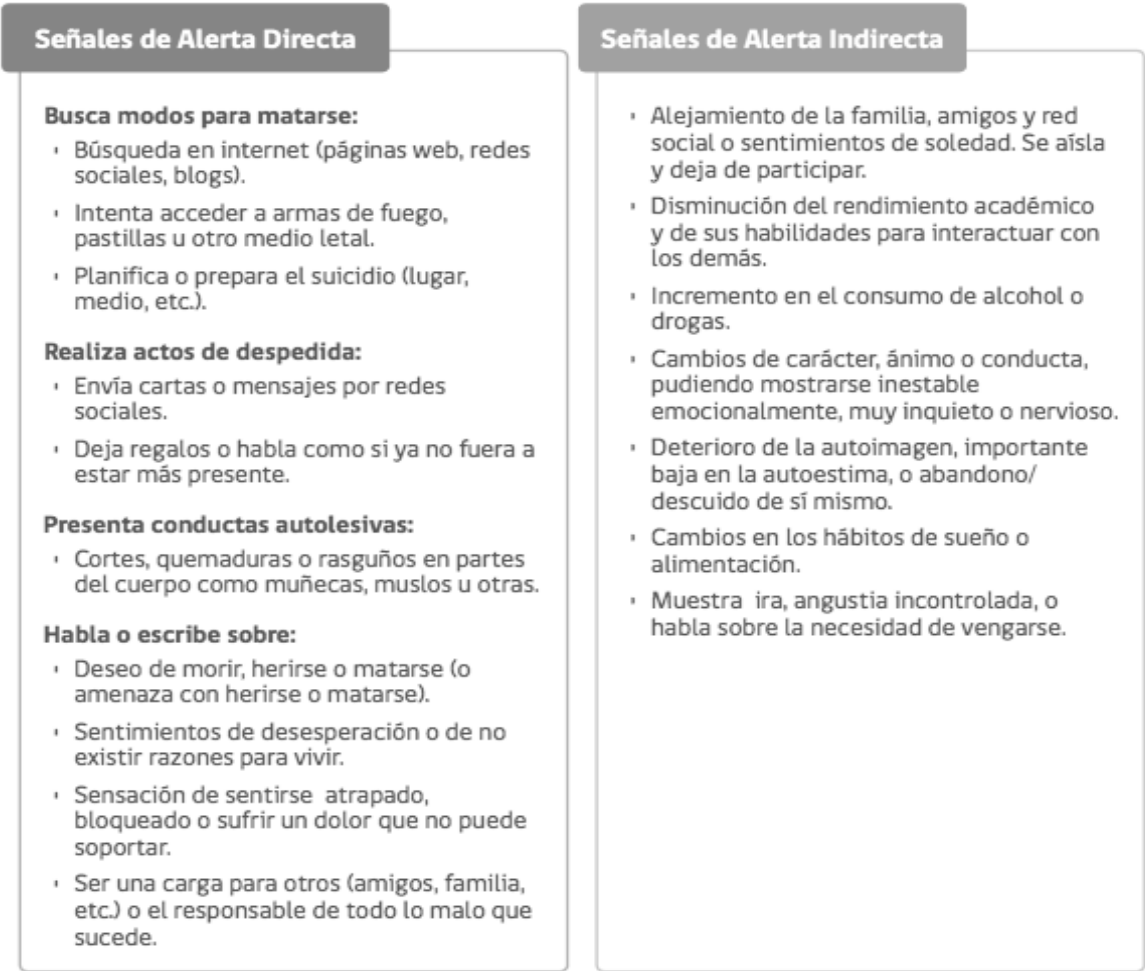 Señales de Alerta Directa
Busca modos para matarse:
· Búsqueda en internet (páginas web, redes
sociales, blogs).
· Intenta acceder a armas de fuego,
pastillas u otro medio letal.
· Planifica o prepara el suicidio (lugar,
medio, etc.).
Realiza actos de despedida:
· Envía cartas o mensajes por redes
sociales.
· Deja regalos o habla como si ya no fuera a
estar más presente.
Presenta conductas autolesivas:
· Cortes, quemaduras o rasguños en partes
del cuerpo como muñecas, muslos u otras.
Habla o escribe sobre:
· Deseo de morir, herirse o matarse (o
amenaza con herirse o matarse).
· Sentimientos de desesperación o de no
existir razones para vivir.
· Sensación de sentirse atrapado,
bloqueado o sufrir un dolor que no puede
soportar.
· Ser una carga para otros (amigos, familia,
etc.) o el responsable de todo lo malo que
sucede.
Señales de Alerta Indirecta
· Alejamiento de la familia, amigos y red
social o sentimientos de soledad. Se aísla
y deja de participar.
· Disminución del rendimiento académico
y de sus habilidades para interactuar con
los demás.
· Incremento en el consumo de alcohol o
drogas.
· Cambios de carácter, ánimo o conducta,
pudiendo mostrarse inestable
emocionalmente, muy inquieto o nervioso.
· Deterioro de la autoimagen, importante
baja en la autoestima, o abandono/
descuido de sí mismo.
· Cambios en los hábitos de sueño o
alimentación.
· Muestra ira, angustia incontrolada, o
habla sobre la necesidad de vengarse.